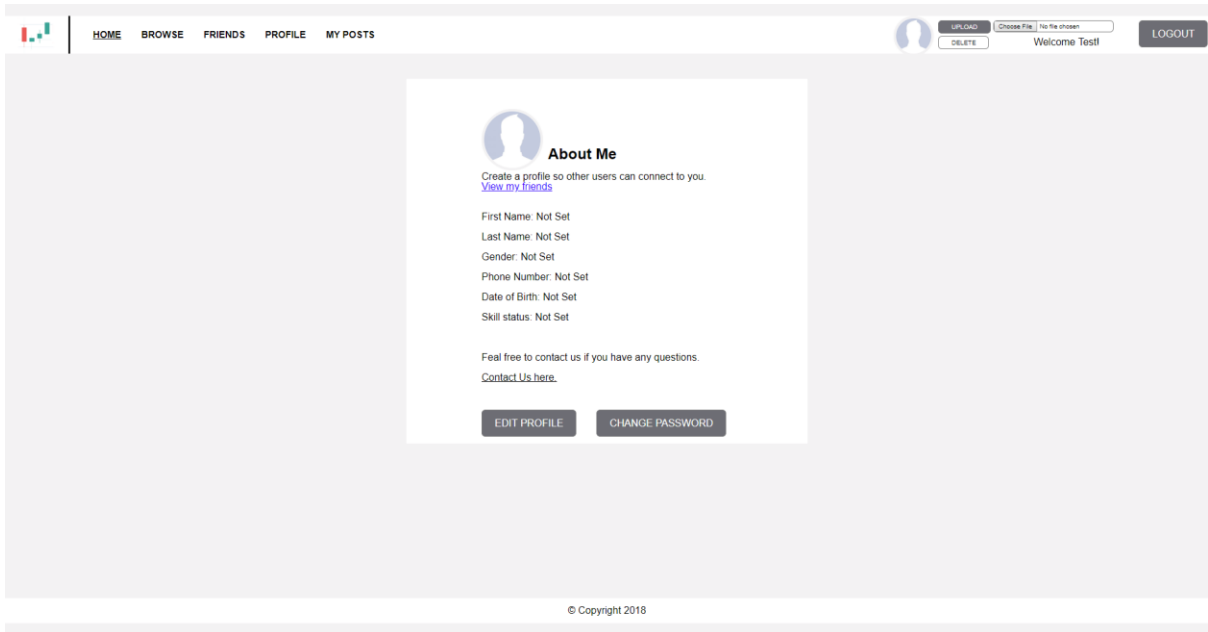 HOME BROWSE FRIENDS PROFILE MY POSTS
UPLOAD Choose File No file chosen
DELETE Welcome Test!
LOGOUT
About Me
Create a profile so other users can connect to you.
View my friends
First Name: Not Set
Last Name: Not Set
Gender: Not Set
Phone Number: Not Set
Date of Birth: Not Set
Skill status: Not Set
Feal free to contact us if you have any questions.
Contact Us here.
EDIT PROFILE CHANGE PASSWORD
© Copyright 2018